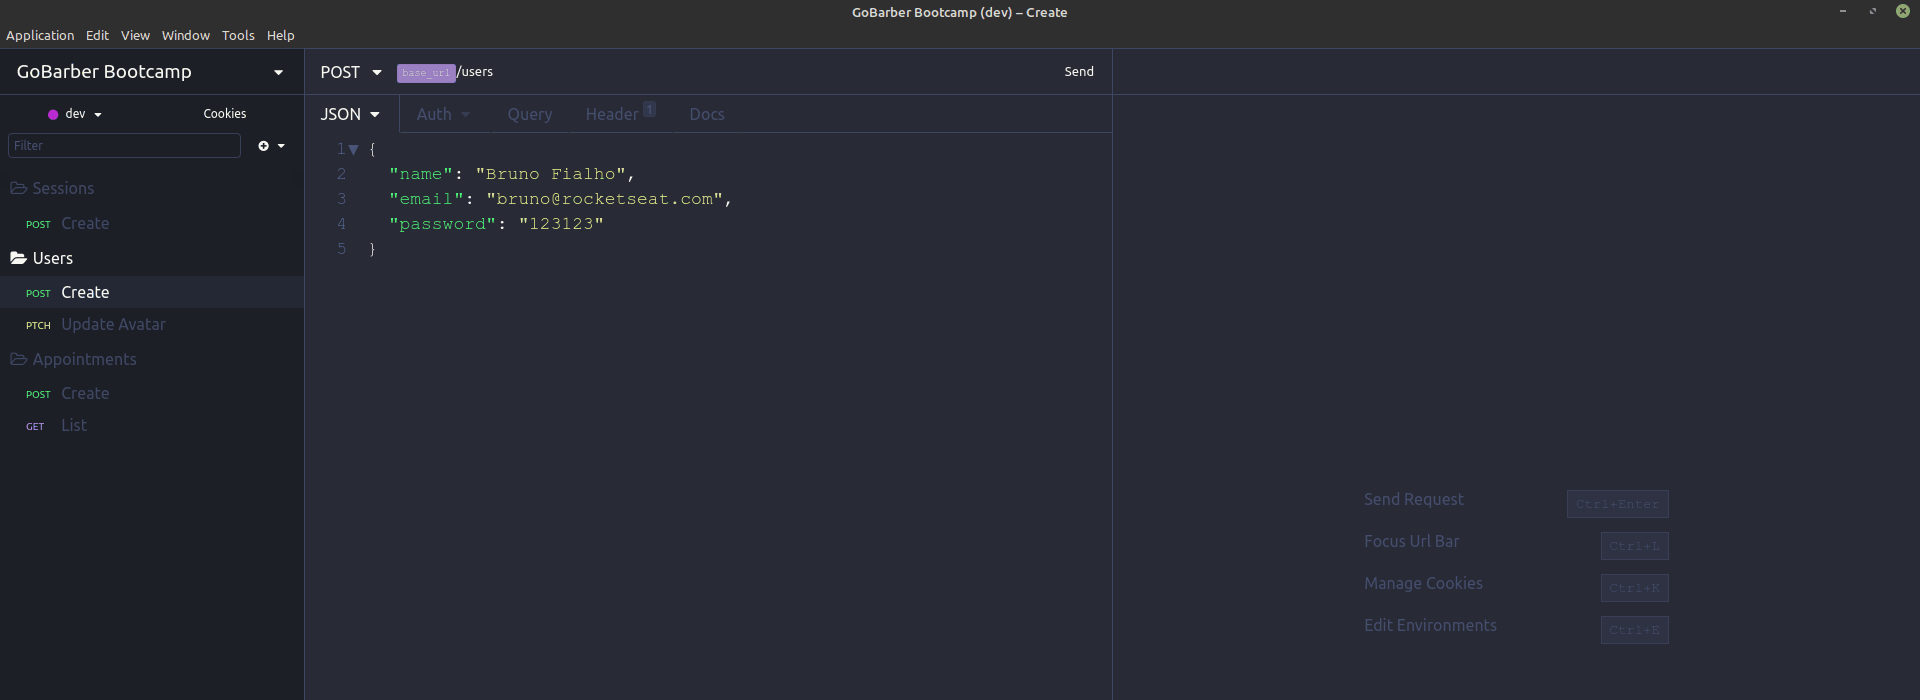 GoBarber Bootcamp (dev) – Create
Application Edit View Window Tools Help
GoBarber Bootcamp
dev Cookies
Filter
Sessions
POST Create
Users
POST Create
PTCH Update Avatar
Appointments
POST Create
GET List
POST base_url/users Send
JSON Auth Query Header 1 Docs
1 {
2 "name": "Bruno Fialho",
3 "email": "bruno@rocketseat.com",
4 "password": "123123"
5 }
Send Request Ctrl+Enter
Focus Url Bar Ctrl+L
Manage Cookies Ctrl+K
Edit Environments Ctrl+E